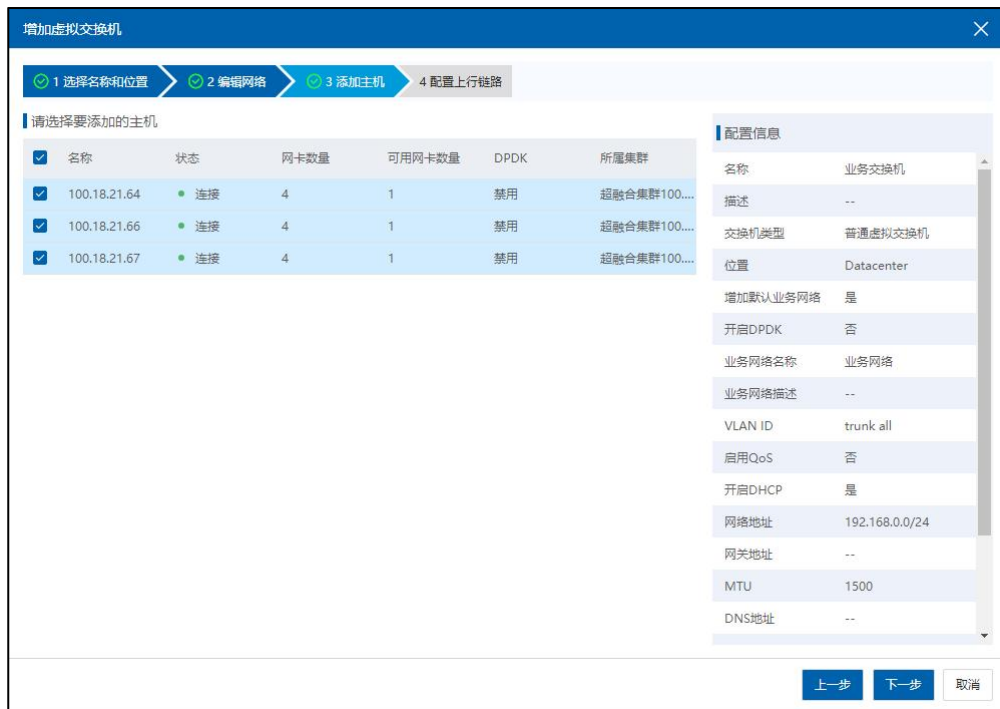 增加虚拟交换机
1 选择名称和位置 2 编辑网络 3 添加主机 4 配置上行链路
请选择要添加的主机
名称 状态 网卡数量 可用网卡数量 DPDK 所属集群
100.18.21.64 连接 4 1 禁用 超融合集群100....
100.18.21.66 连接 4 1 禁用 超融合集群100....
100.18.21.67 连接 4 1 禁用 超融合集群100....
配置信息
名称 业务交换机
描述 --
交换机类型 普通虚拟交换机
位置 Datacenter
增加默认业务网络 是
开启DPDK 否
业务网络名称 业务网络
业务网络描述 --
VLAN ID trunk all
启用QoS 否
开启DHCP 是
网络地址 192.168.0.0/24
网关地址 --
MTU 1500
DNS地址 --
上一步 下一步 取消